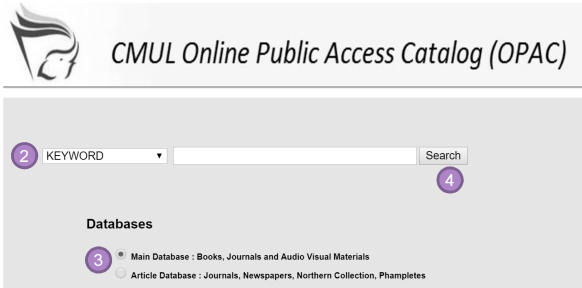 CMUL Online Public Access Catalog (OPAC)
2 KEYWORD ▼ Search
4
Databases
3 Main Database : Books, Journals and Audio Visual Materials
Article Database : Journals, Newspapers, Northern Collection, Phampletes